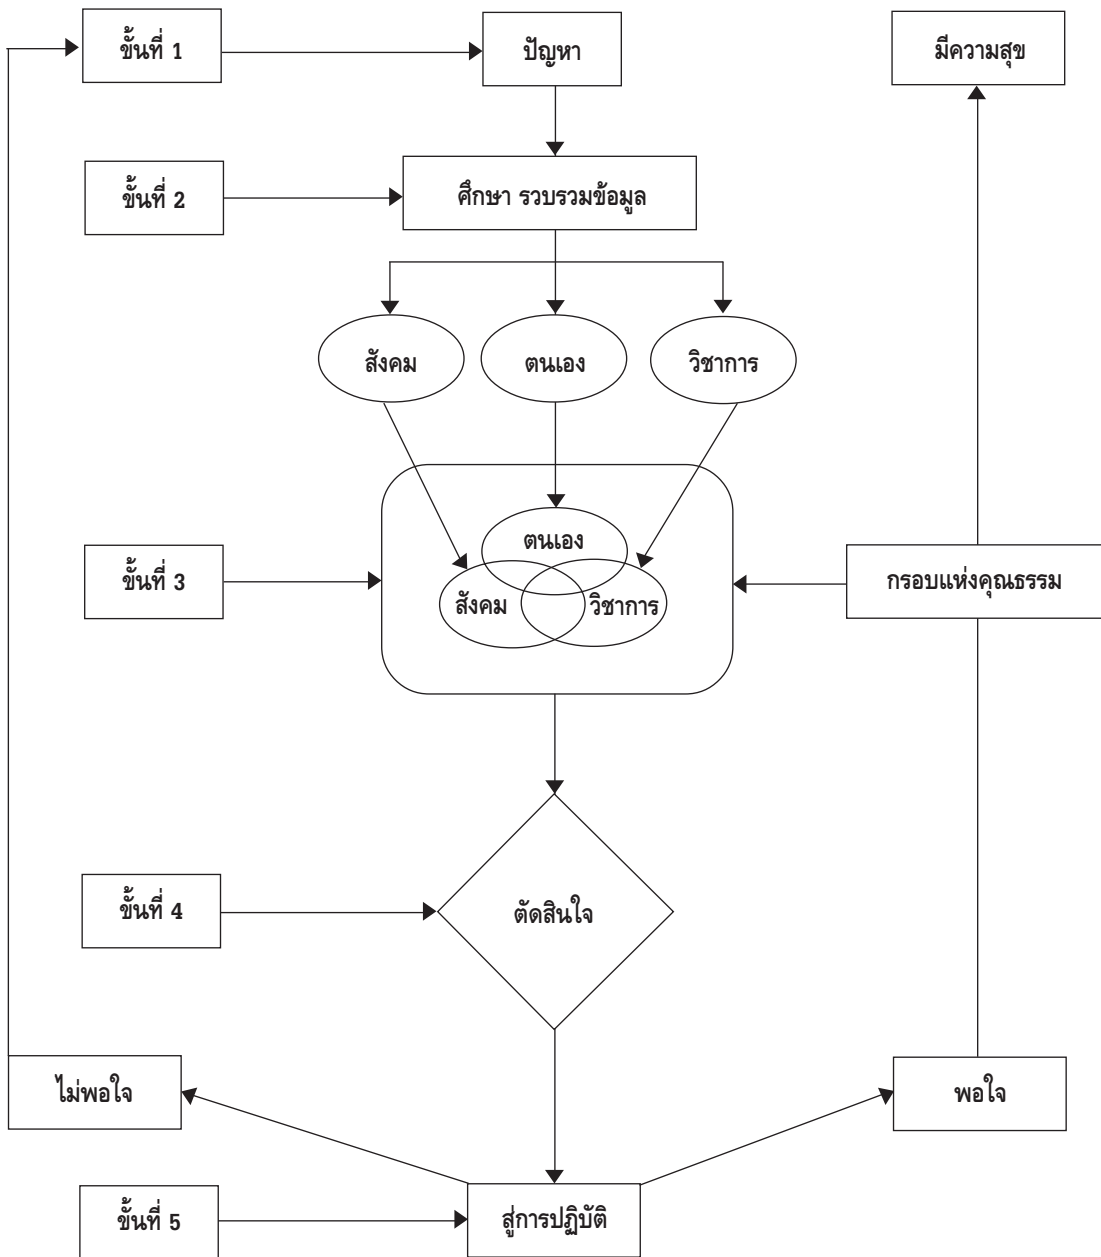 ขั้นที่ 1
ปัญหา
มีความสุข
ขั้นที่ 2
ศึกษา รวบรวมข้อมูล
สังคม
ตนเอง
วิชาการ
ขั้นที่ 3
ตนเอง
สังคม
วิชาการ
กรอบแห่งคุณธรรม
ขั้นที่ 4
ตัดสินใจ
ไม่พอใจ
พอใจ
ขั้นที่ 5
สู่การปฏิบัติ